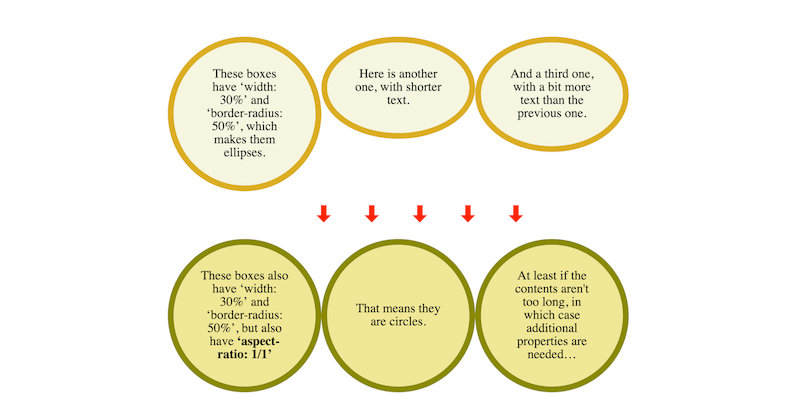 These boxes
have ‘width:
30%’ and
‘border-radius:
50%’, which
makes them
ellipses.
Here is another
one, with shorter
text.
And a third one,
with a bit more
text than the
previous one.
These boxes also
have ‘width:
30%’ and
‘border-radius:
50%’, but also
have ‘aspect-
ratio: 1/1’
That means they
are circles.
At least if the
contents aren't
too long, in
which case
additional
properties are
needed…